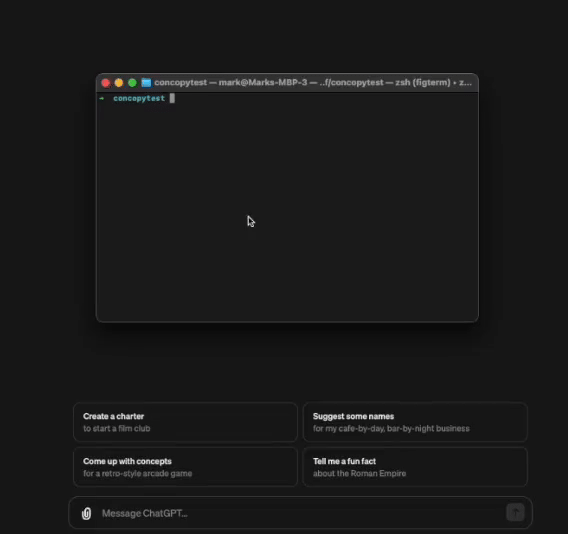 concopytest — mark@Marks-MBP-3 — ..f/concopytest — zsh (figterm) • z...
→ concopytest
Create a charter
to start a film club
Suggest some names
for my cafe-by-day, bar-by-night business
Come up with concepts
for a retro-style arcade game
Tell me a fun fact
about the Roman Empire
Message ChatGPT...